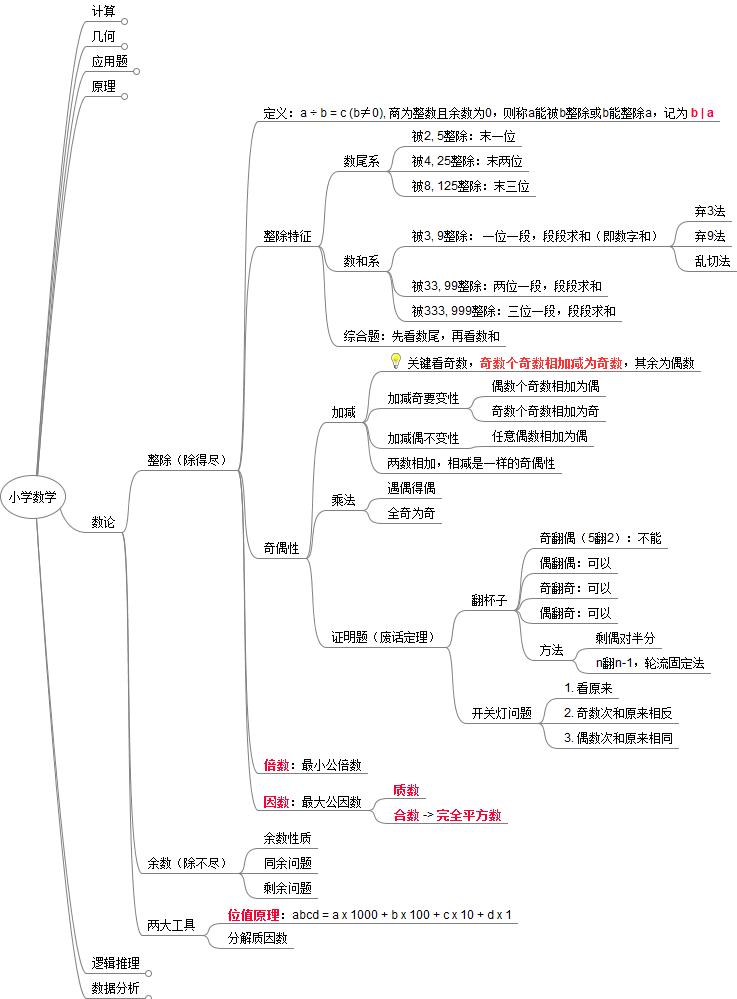 计算
几何
应用题
原理
定义：a ÷ b = c (b≠0), 商为整数且余数为0，则称a能被b整除或b能整除a，记为 b | a
被2, 5整除：末一位
数尾系
被4, 25整除：末两位
被8, 125整除：末三位
整除特征
弃3法
被3, 9整除： 一位一段，段段求和（即数字和）
弃9法
数和系
乱切法
被33, 99整除：两位一段，段段求和
被333, 999整除：三位一段，段段求和
综合题：先看数尾，再看数和
关键看奇数，奇数个奇数相加减为奇数，其余为偶数
偶数个奇数相加为偶
加减奇要变性
加减
奇数个奇数相加为奇
加减偶不变性
任意偶数相加为偶
整除（除得尽）
两数相加，相减是一样的奇偶性
小学数学
遇偶得偶
乘法
全奇为奇
数论
奇翻偶（5翻2）：不能
奇偶性
偶翻偶：可以
奇翻奇：可以
翻杯子
偶翻奇：可以
证明题（废话定理）
剩偶对半分
方法
n翻n-1，轮流固定法
1. 看原来
开关灯问题
2. 奇数次和原来相反
3. 偶数次和原来相同
倍数：最小公倍数
质数
因数：最大公因数
合数 -> 完全平方数
余数性质
余数（除不尽）
同余问题
剩余问题
位值原理：abcd = a x 1000 + b x 100 + c x 10 + d x 1
两大工具
分解质因数
逻辑推理
数据分析